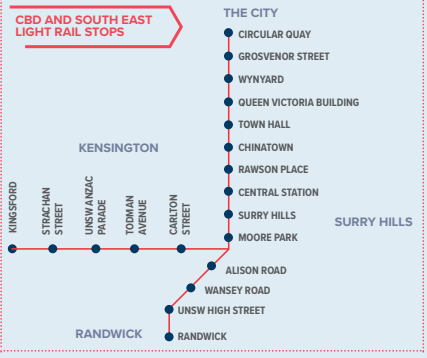 CBD AND SOUTH EAST
LIGHT RAIL STOPS
THE CITY
CIRCULAR QUAY
GROSVENOR STREET
WYNYARD
QUEEN VICTORIA BUILDING
TOWN HALL
CHINATOWN
RAWSON PLACE
CENTRAL STATION
SURRY HILLS
MOORE PARK
SURRY HILLS
KENSINGTON
KINGSFORD
STRACHAN
STREET
UNSW ANZAC
PARADE
TODMAN
AVENUE
CARLTON
STREET
ALISON ROAD
WANSEY ROAD
UNSW HIGH STREET
RANDWICK
RANDWICK